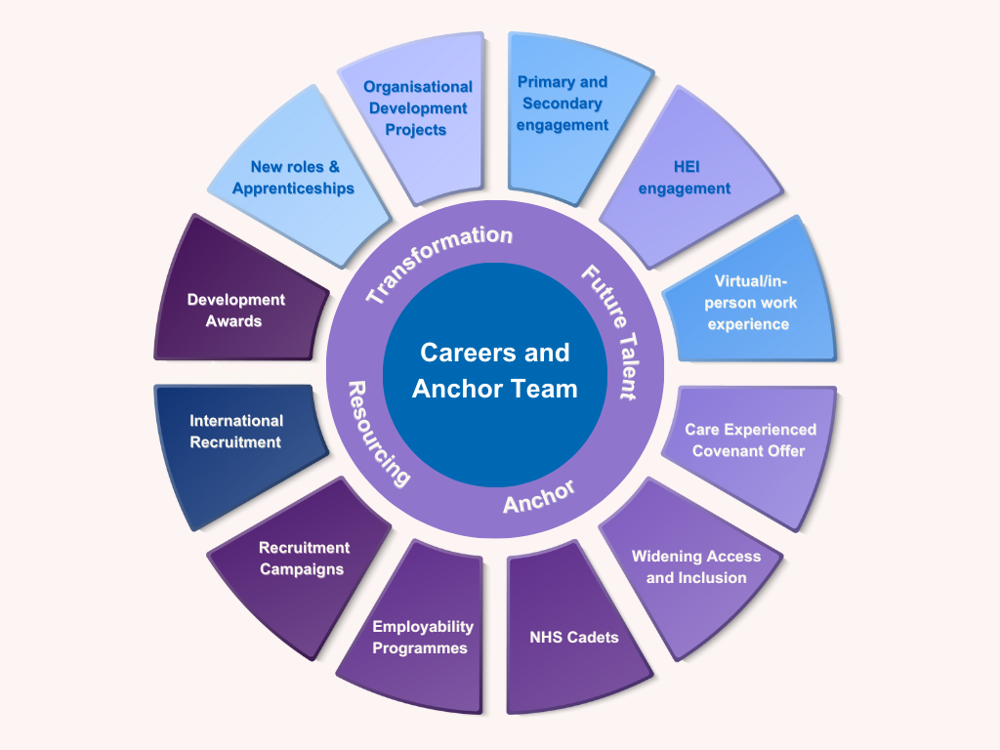 Organisational
Development
Projects
Primary and
Secondary
engagement
HEI
engagement
Virtual/in-
person work
experience
Care Experienced
Covenant Offer
Widening Access
and Inclusion
NHS Cadets
Employability
Programmes
Recruitment
Campaigns
International
Recruitment
Development
Awards
New roles &
Apprenticeships
Transformation
Future Talent
Anchor
Resourcing
Careers and
Anchor Team